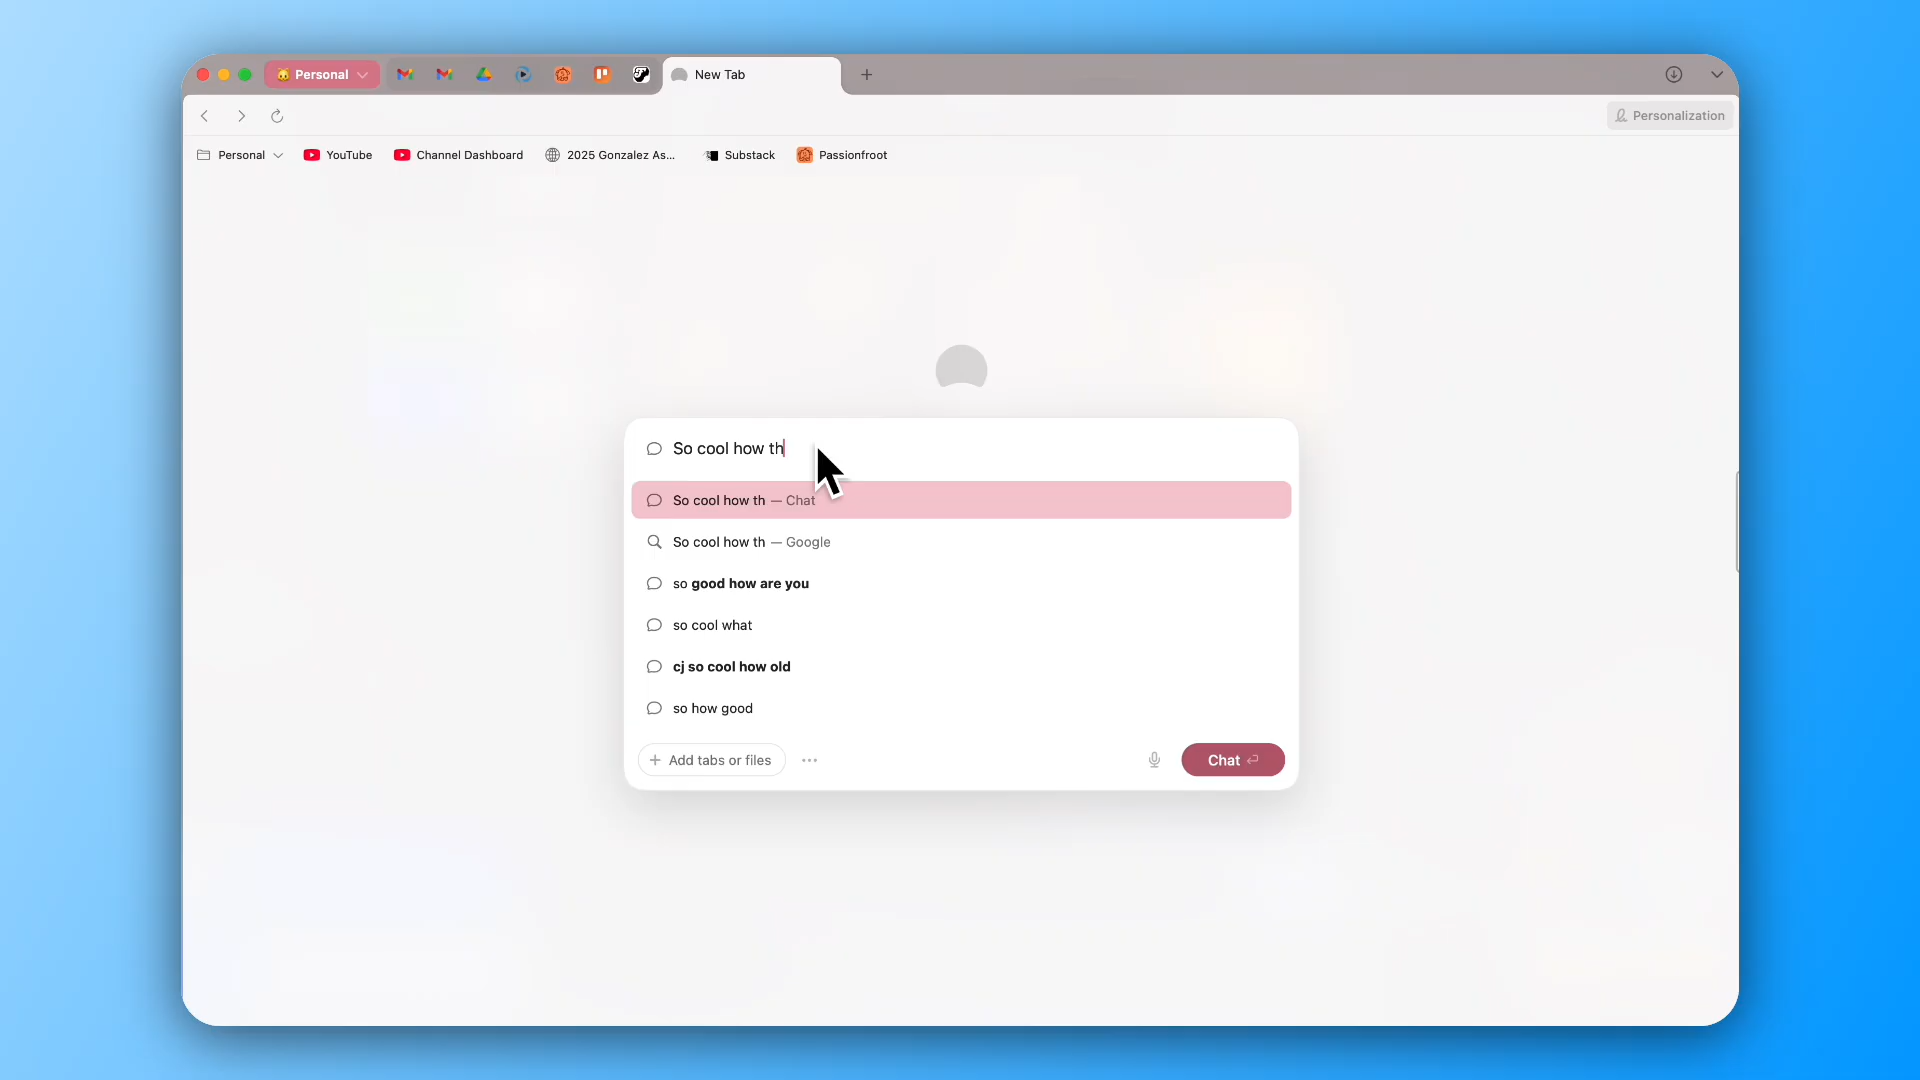 Personal
New Tab
Personalization
Personal
YouTube
Channel Dashboard
2025 Gonzalez As...
Substack
Passionfroot
So cool how th
So cool how th — Chat
So cool how th — Google
so good how are you
so cool what
cj so cool how old
so how good
Add tabs or files
Chat